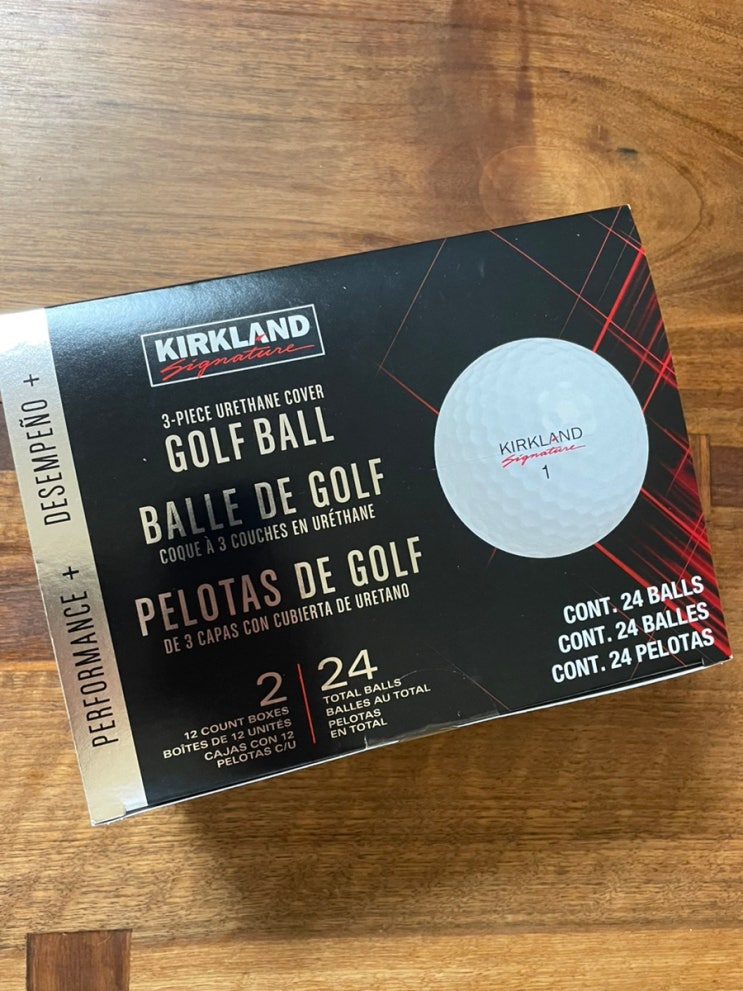 KIRKLAND
Signature
3-PIECE URETHANE COVER
GOLF BALL
BALLE DE GOLF
COQUE À 3 COUCHES EN URÉTHANE
PELOTAS DE GOLF
DE 3 CAPAS CON CUBIERTA DE URETANO
2
12 COUNT BOXES
BOÎTES DE 12 UNITÉS
CAJAS CON 12
PELOTAS C/U
24
TOTAL BALLS
BALLES AU TOTAL
PELOTAS
EN TOTAL
KIRKLAND
Signature
1
CONT. 24 BALLS
CONT. 24 BALLES
CONT. 24 PELOTAS
PERFORMANCE + DESEMPEÑO +